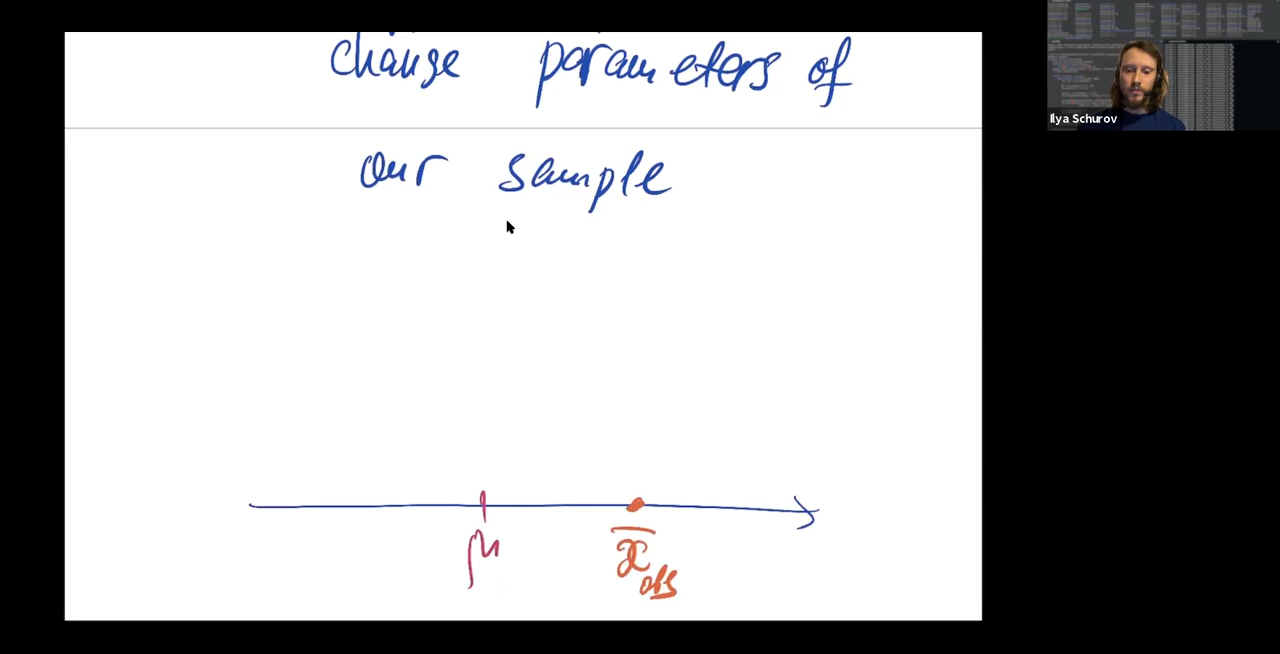 change parameters of
our sample
Ilya Schurov
μ
x̄obs